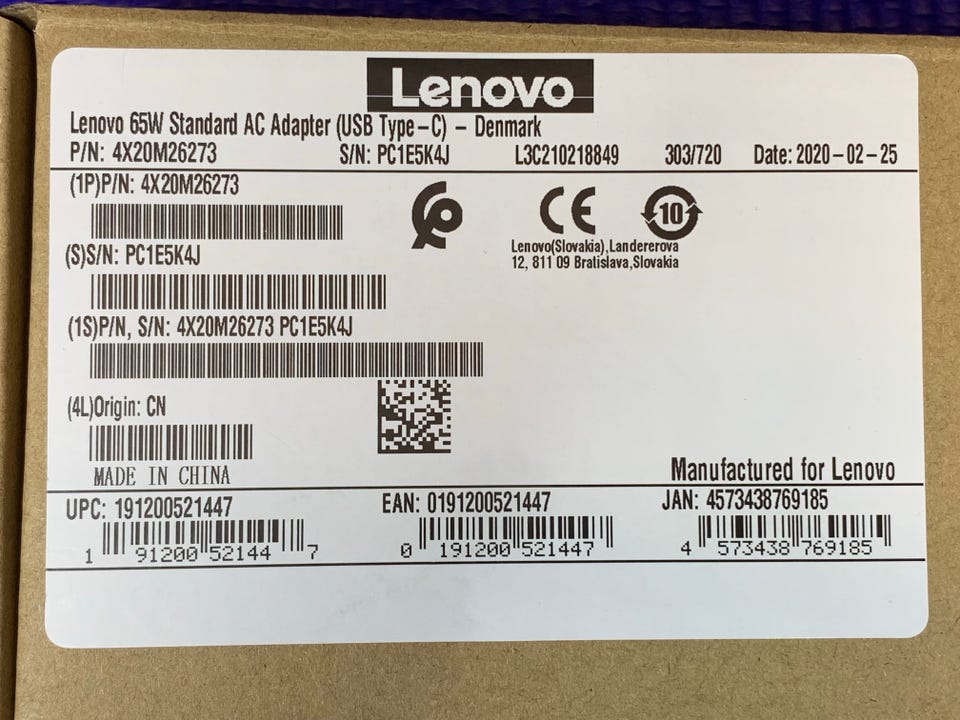 Lenovo
Lenovo 65W Standard AC Adapter (USB Type-C) - Denmark
P/N: 4X20M26273 S/N: PC1E5K4J L3C210218849 303/720 Date: 2020-02-25
(1P)P/N: 4X20M26273
CE 10
(S)S/N: PC1E5K4J
Lenovo(Slovakia),Landererova
12, 811 09 Bratislava,Slovakia
(1S)P/N, S/N: 4X20M26273 PC1E5K4J
(4L)Origin: CN
MADE IN CHINA
Manufactured for Lenovo
UPC: 191200521447 EAN: 0191200521447 JAN: 4573438769185
1 91200 52144 7 0 191200 521447 4 573438 769185